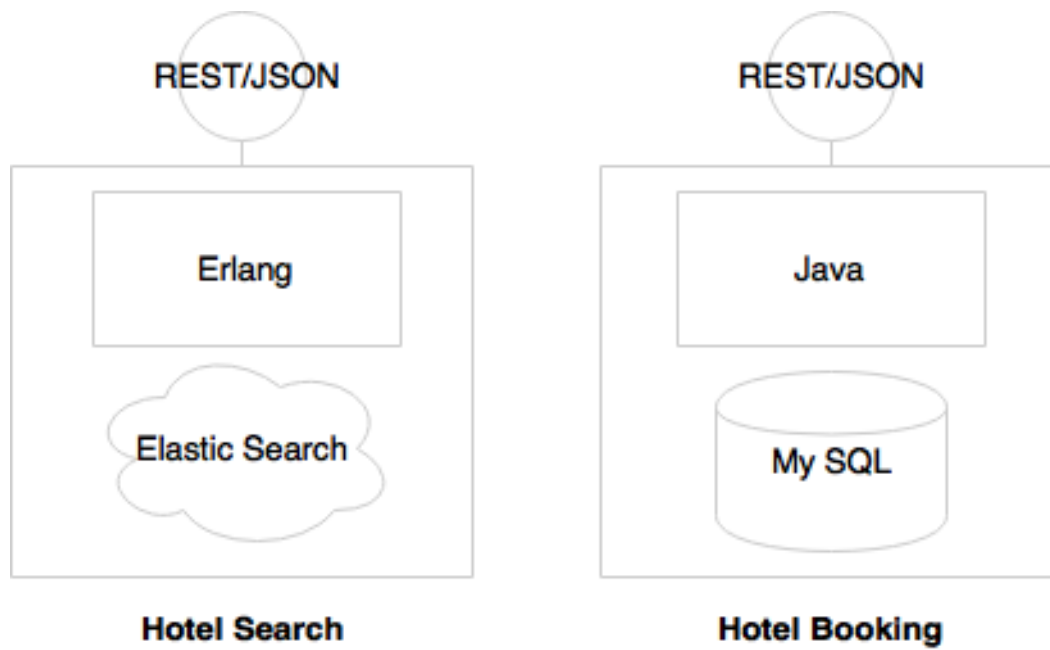 REST/JSON
REST/JSON
Erlang
Java
Elastic Search
My SQL
Hotel Search
Hotel Booking